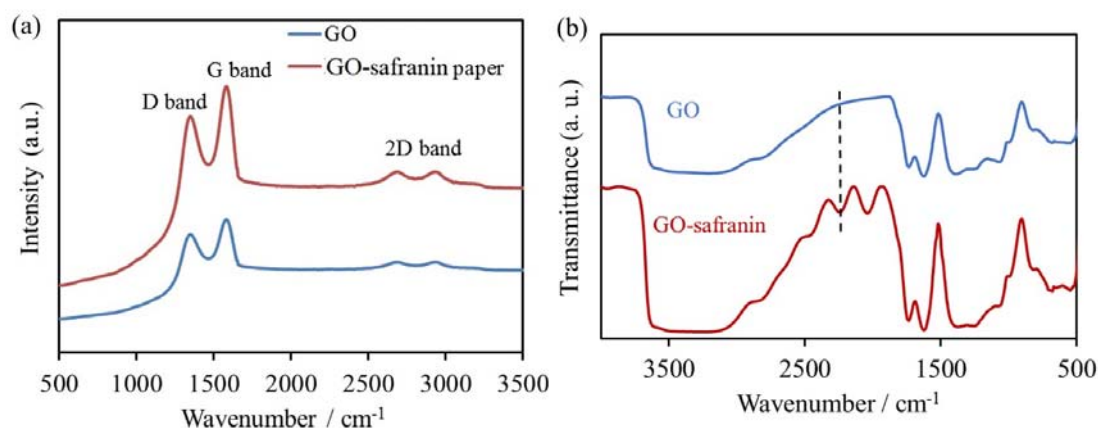 (a)
GO
GO-safranin paper
G band
D band
2D band
Intensity (a.u.)
500 1000 1500 2000 2500 3000 3500
Wavenumber / cm⁻¹
(b)
GO
GO-safranin
Transmittance (a. u.)
3500 2500 1500 500
Wavenumber / cm⁻¹